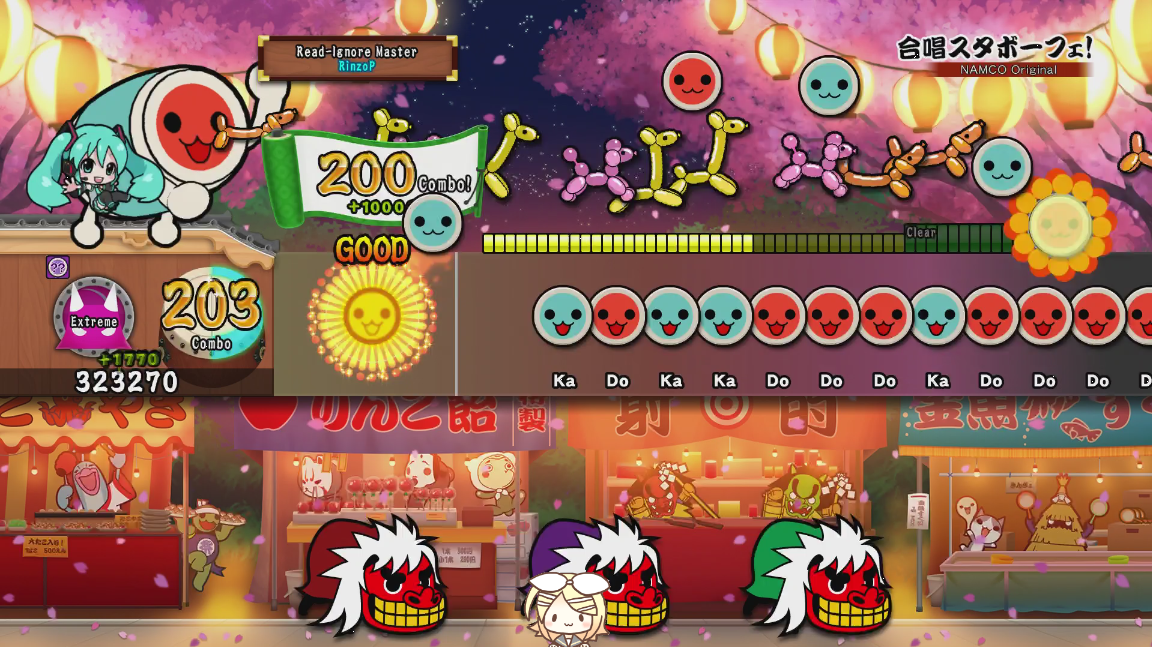 Read-Ignore Master
RinzoP
合唱スタボーフェ!
NAMCO Original
200 Combo!
+1000
GOOD
Clear
Extreme
203
Combo
+1770
323270
Ka Do Ka Ka Do Do Do Ka Do Do Do D
りんご飴
射的